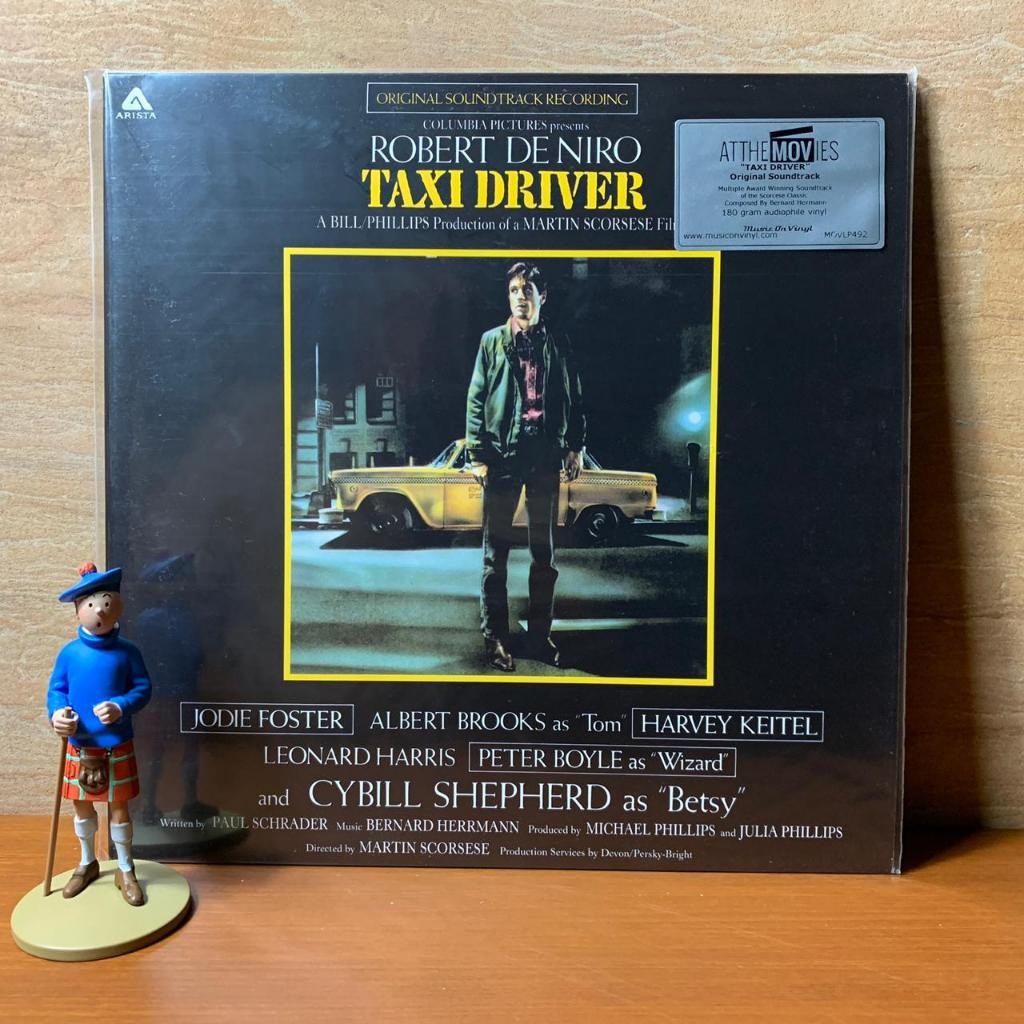 ARISTA
ORIGINAL SOUNDTRACK RECORDING
COLUMBIA PICTURES presents
ROBERT DE NIRO
TAXI DRIVER
A BILL/PHILLIPS Production of a MARTIN SCORSESE Fil
AT THE MOVIES
"TAXI DRIVER"
Original Soundtrack
Multiple Award Winning Soundtrack
of the Scorsese Classic
Composed By Bernard Herrmann
180 gram audiophile vinyl
Music On Vinyl
www.musiconvinyl.com MOVLP492
JODIE FOSTER ALBERT BROOKS as "Tom" HARVEY KEITEL
LEONARD HARRIS PETER BOYLE as "Wizard"
and CYBILL SHEPHERD as "Betsy"
Written by PAUL SCHRADER Music BERNARD HERRMANN Produced by MICHAEL PHILLIPS and JULIA PHILLIPS
Directed by MARTIN SCORSESE Production Services by Devon/Persky-Bright